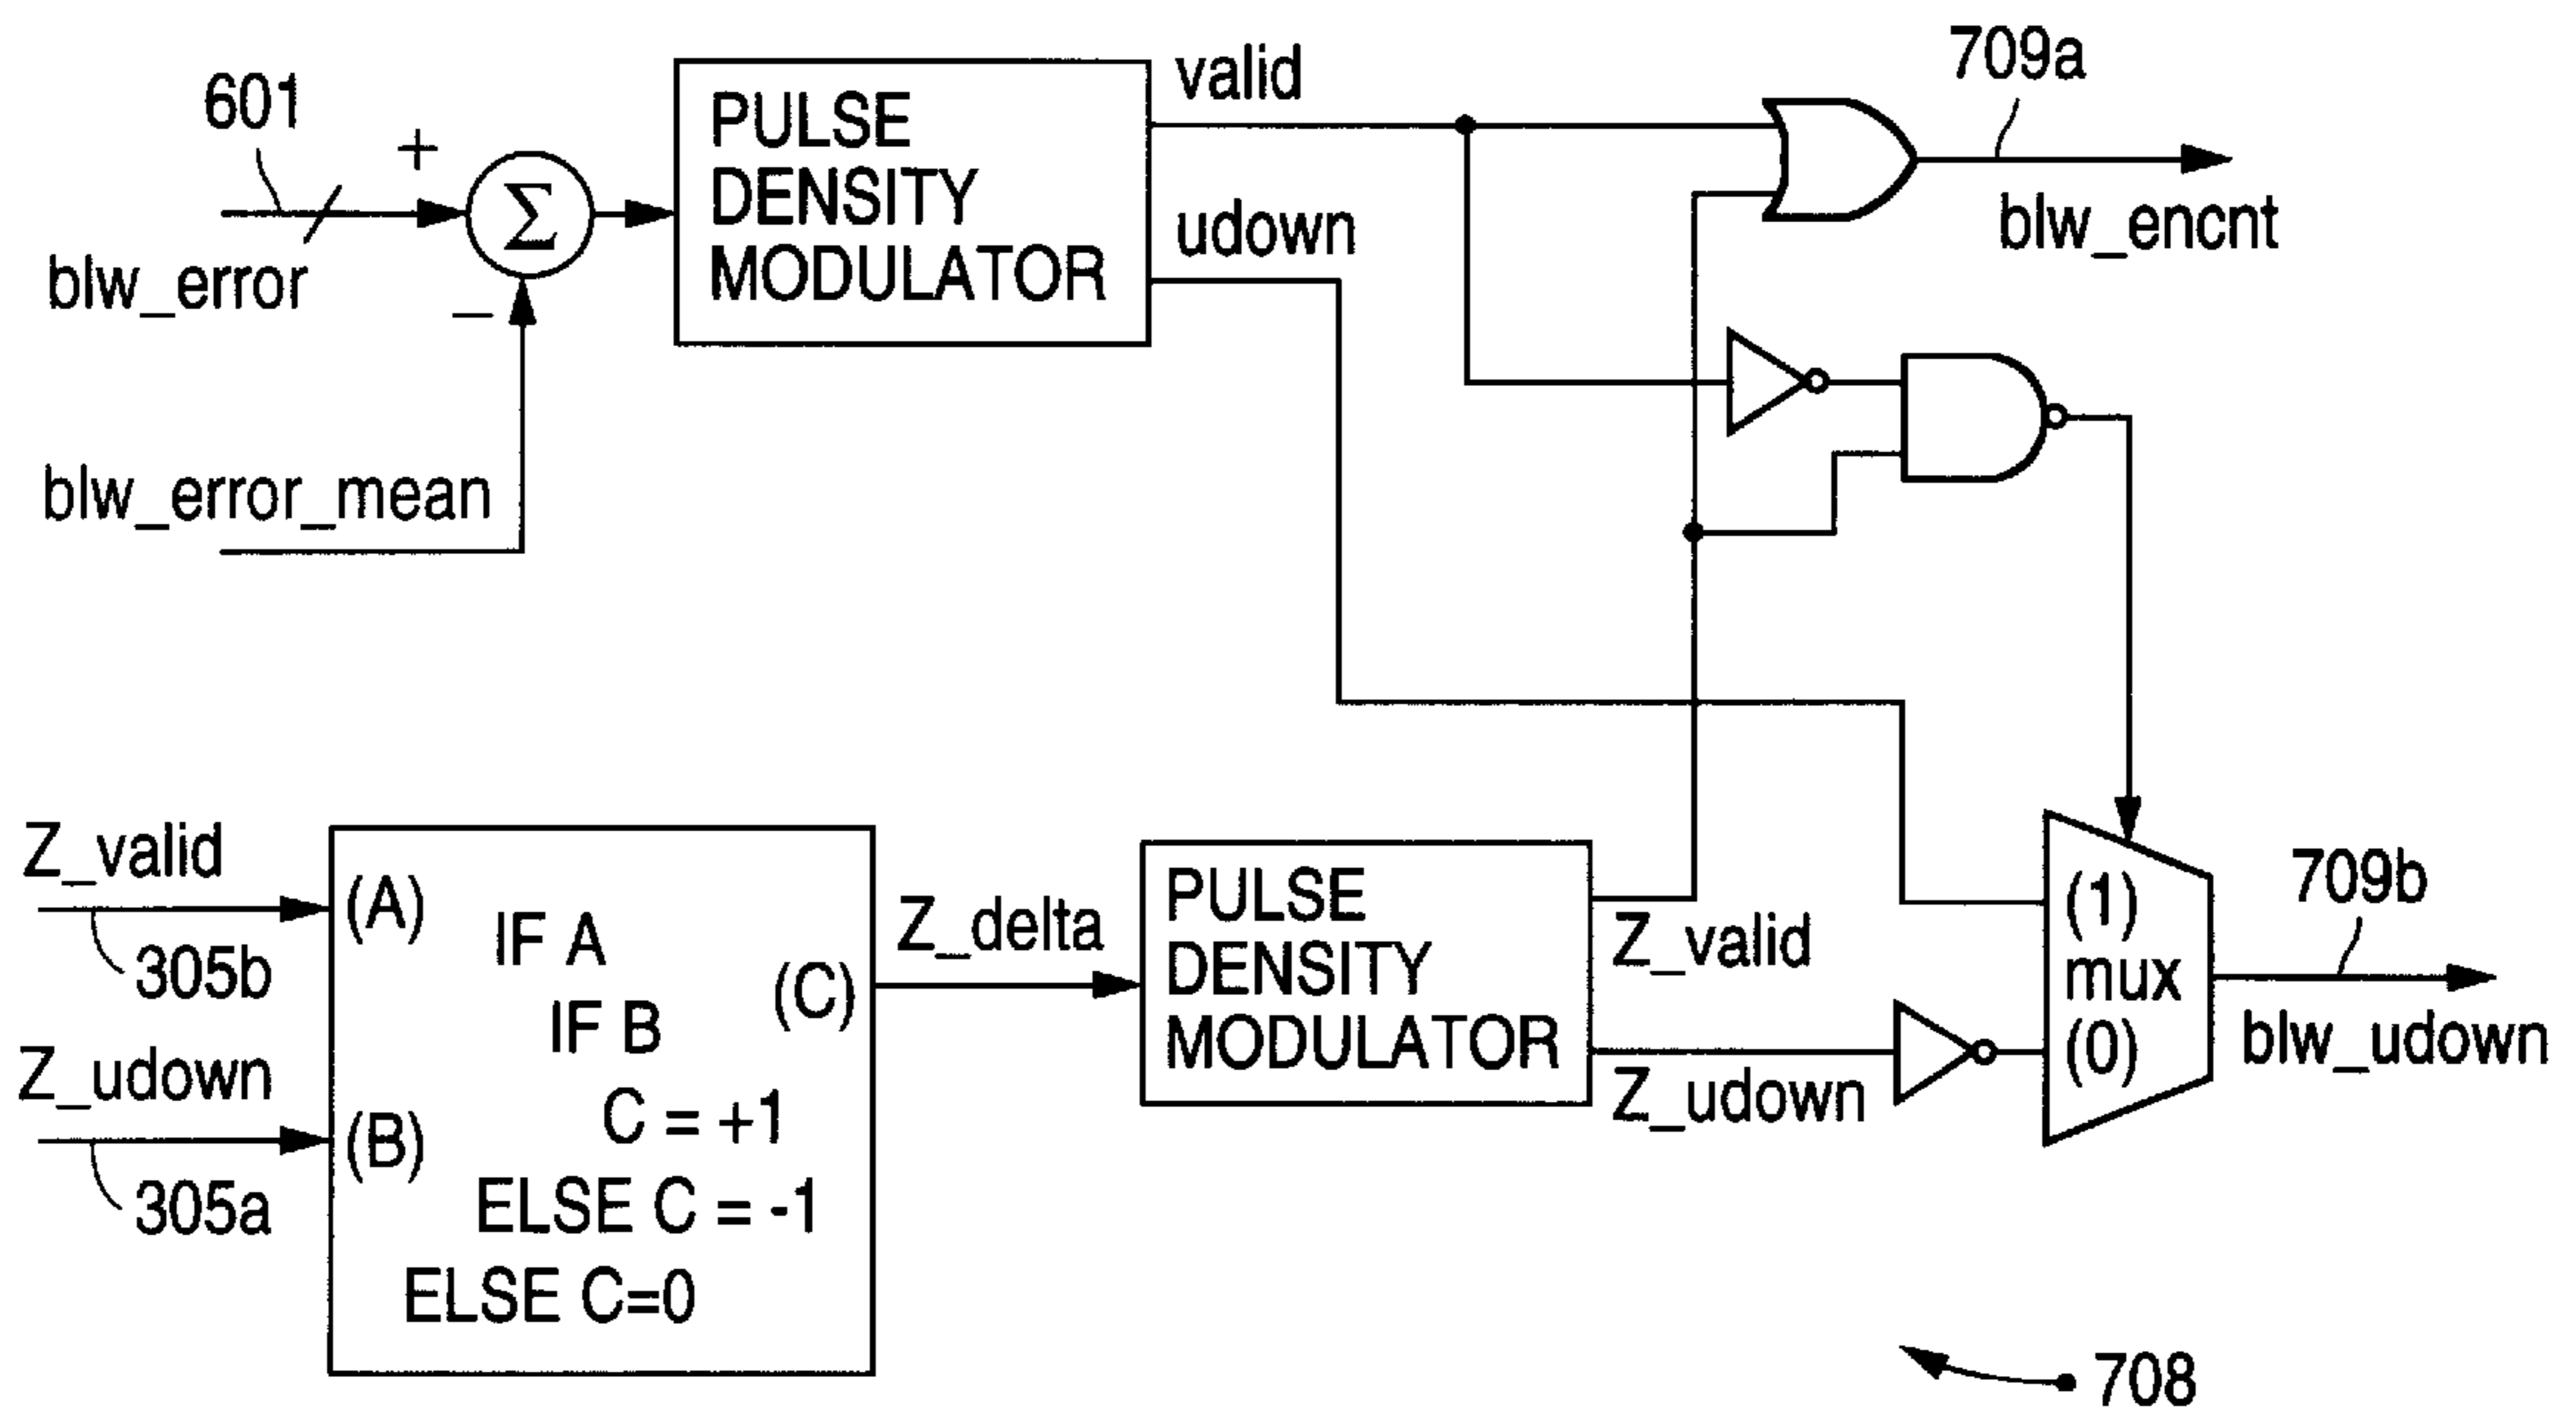 601
+
blw_error
Σ
–
blw_error_mean
PULSE
DENSITY
MODULATOR
valid
udown
709a
blw_encnt
Z_valid
305b
Z_udown
305a
(A)
(B)
IF A
IF B
(C)
C = +1
ELSE C = -1
ELSE C=0
Z_delta
PULSE
DENSITY
MODULATOR
Z_valid
Z_udown
(1)
mux
(0)
709b
blw_udown
708